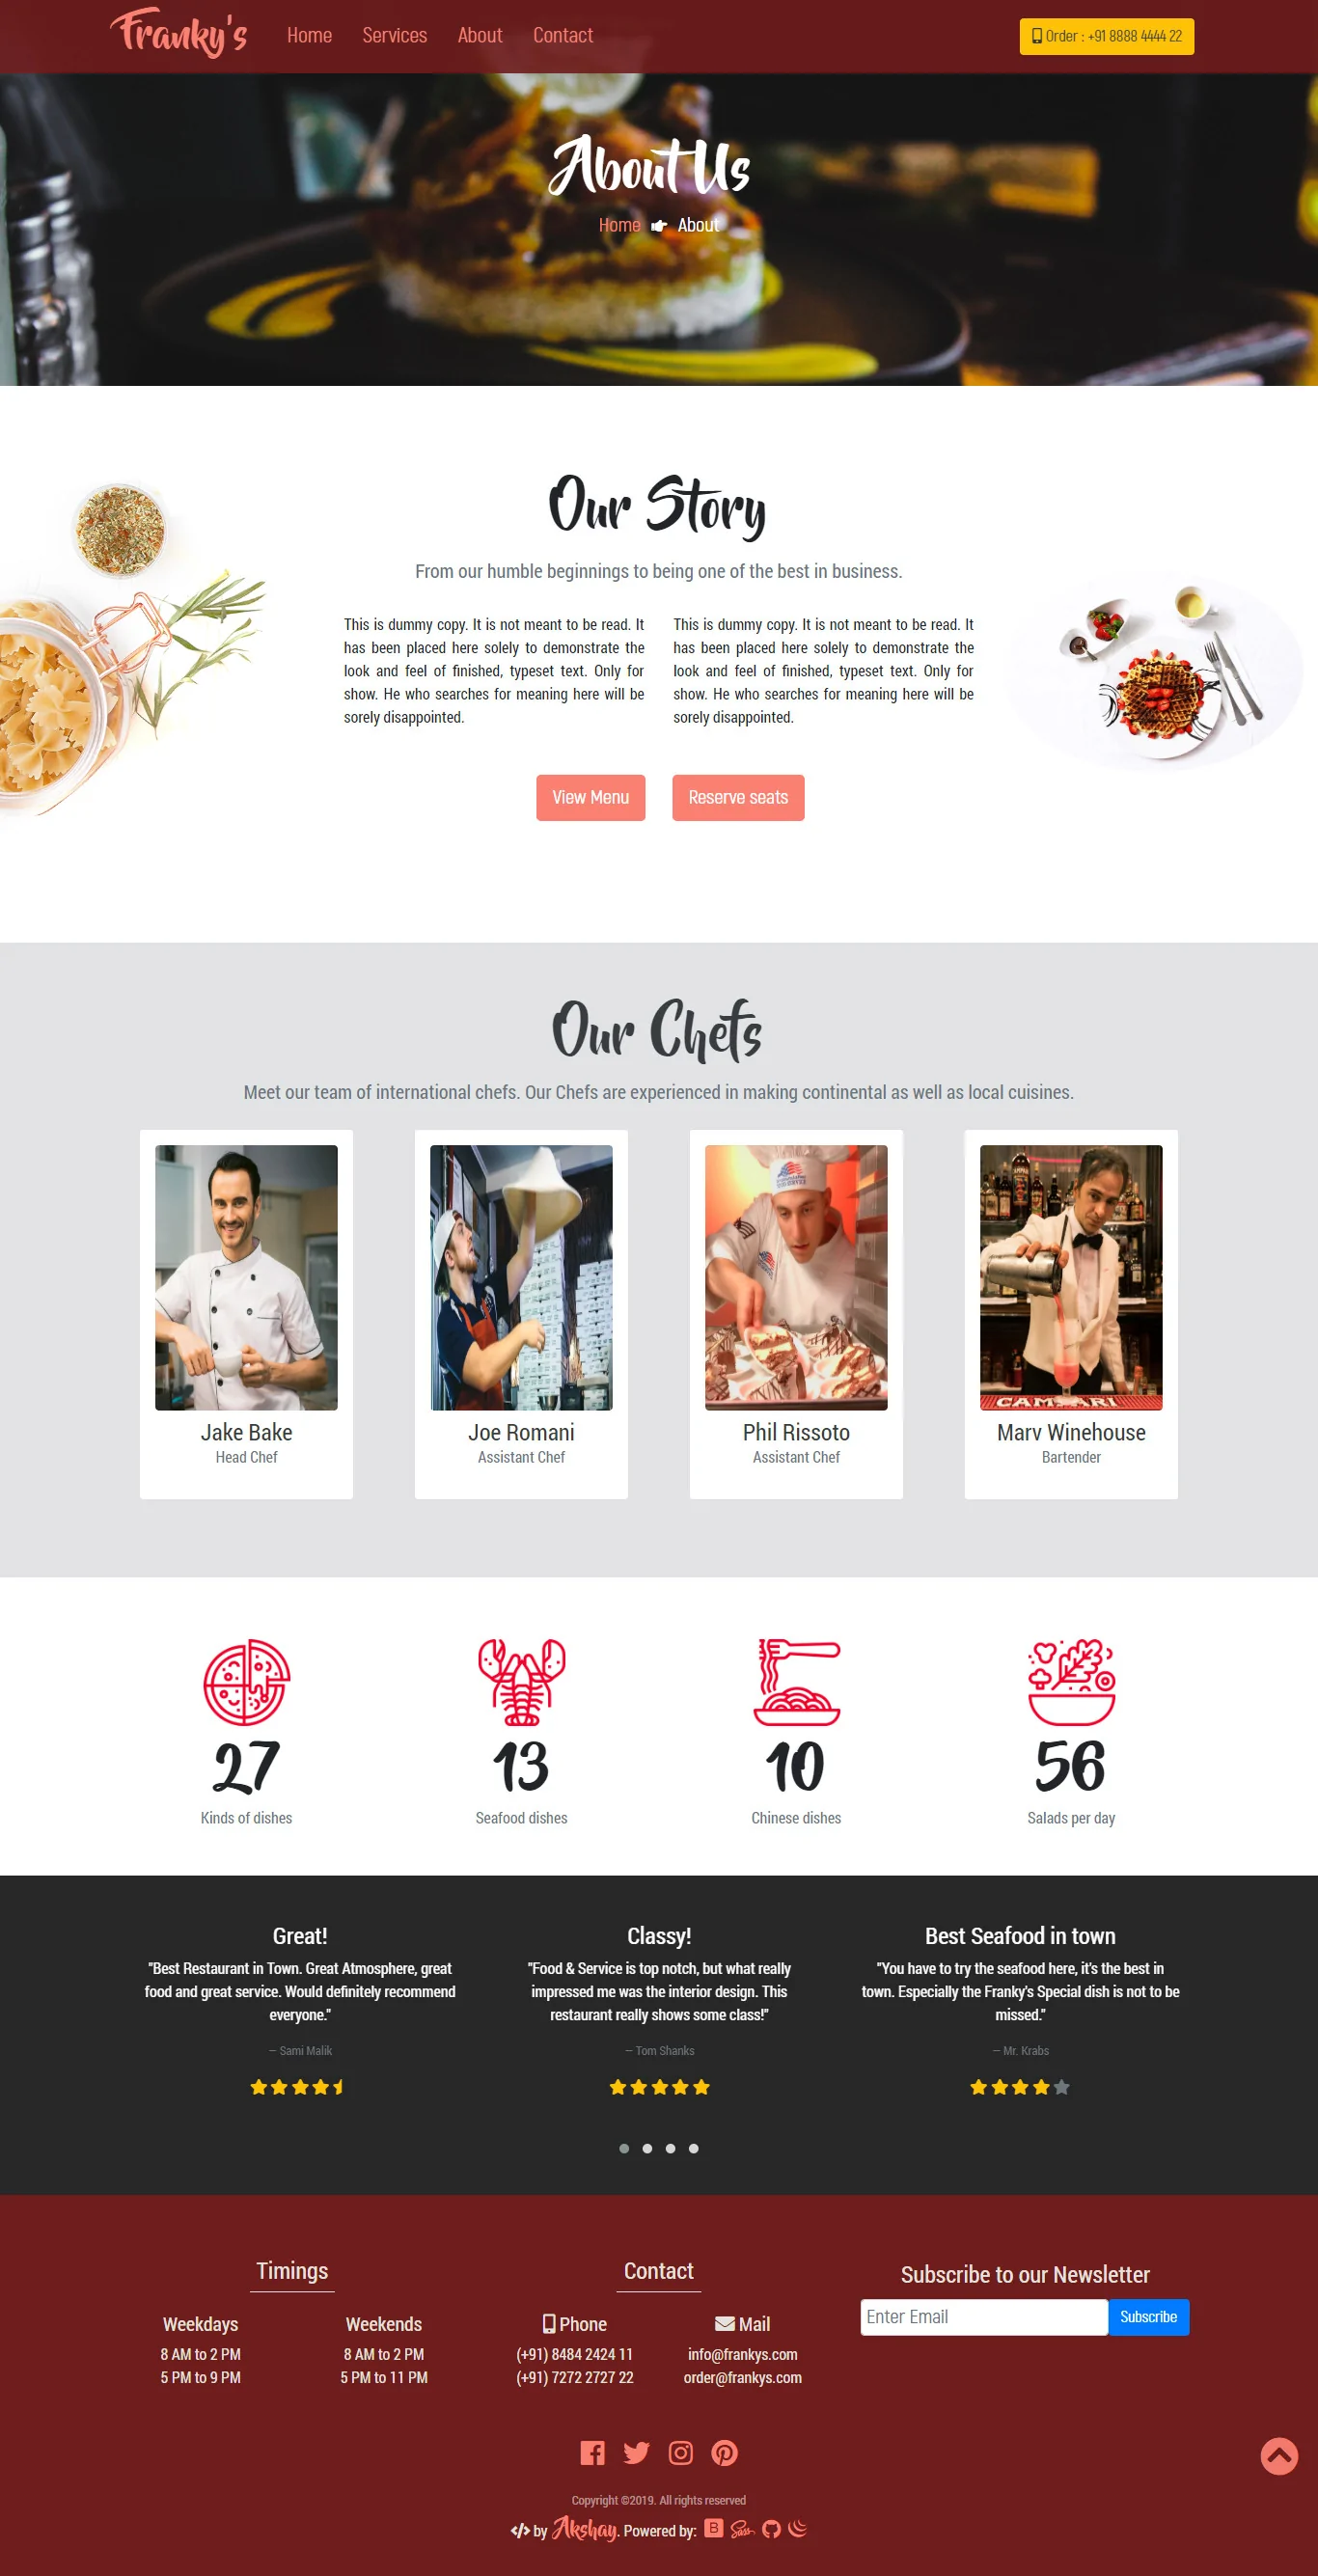 Franky's
Home Services About Contact
Order : +91 8888 4444 22
About Us
Home About
Our Story
From our humble beginnings to being one of the best in business.
This is dummy copy. It is not meant to be read. It
has been placed here solely to demonstrate the
look and feel of finished, typeset text. Only for
show. He who searches for meaning here will be
sorely disappointed.
This is dummy copy. It is not meant to be read. It
has been placed here solely to demonstrate the
look and feel of finished, typeset text. Only for
show. He who searches for meaning here will be
sorely disappointed.
View Menu Reserve seats
Our Chefs
Meet our team of international chefs. Our Chefs are experienced in making continental as well as local cuisines.
CAMPARI
Jake Bake
Head Chef
Joe Romani
Assistant Chef
Phil Rissoto
Assistant Chef
Marv Winehouse
Bartender
27
Kinds of dishes
13
Seafood dishes
10
Chinese dishes
56
Salads per day
Great!
"Best Restaurant in Town. Great Atmosphere, great
food and great service. Would definitely recommend
everyone."
— Sami Malik
Classy!
"Food & Service is top notch, but what really
impressed me was the interior design. This
restaurant really shows some class!"
— Tom Shanks
Best Seafood in town
"You have to try the seafood here, it's the best in
town. Especially the Franky's Special dish is not to be
missed."
— Mr. Krabs
Timings
Weekdays
8 AM to 2 PM
5 PM to 9 PM
Weekends
8 AM to 2 PM
5 PM to 11 PM
Contact
Phone
(+91) 8484 2424 11
(+91) 7272 2727 22
Mail
info@frankys.com
order@frankys.com
Subscribe to our Newsletter
Enter Email Subscribe
Copyright ©2019. All rights reserved
</> by Akshay. Powered by: B Sass